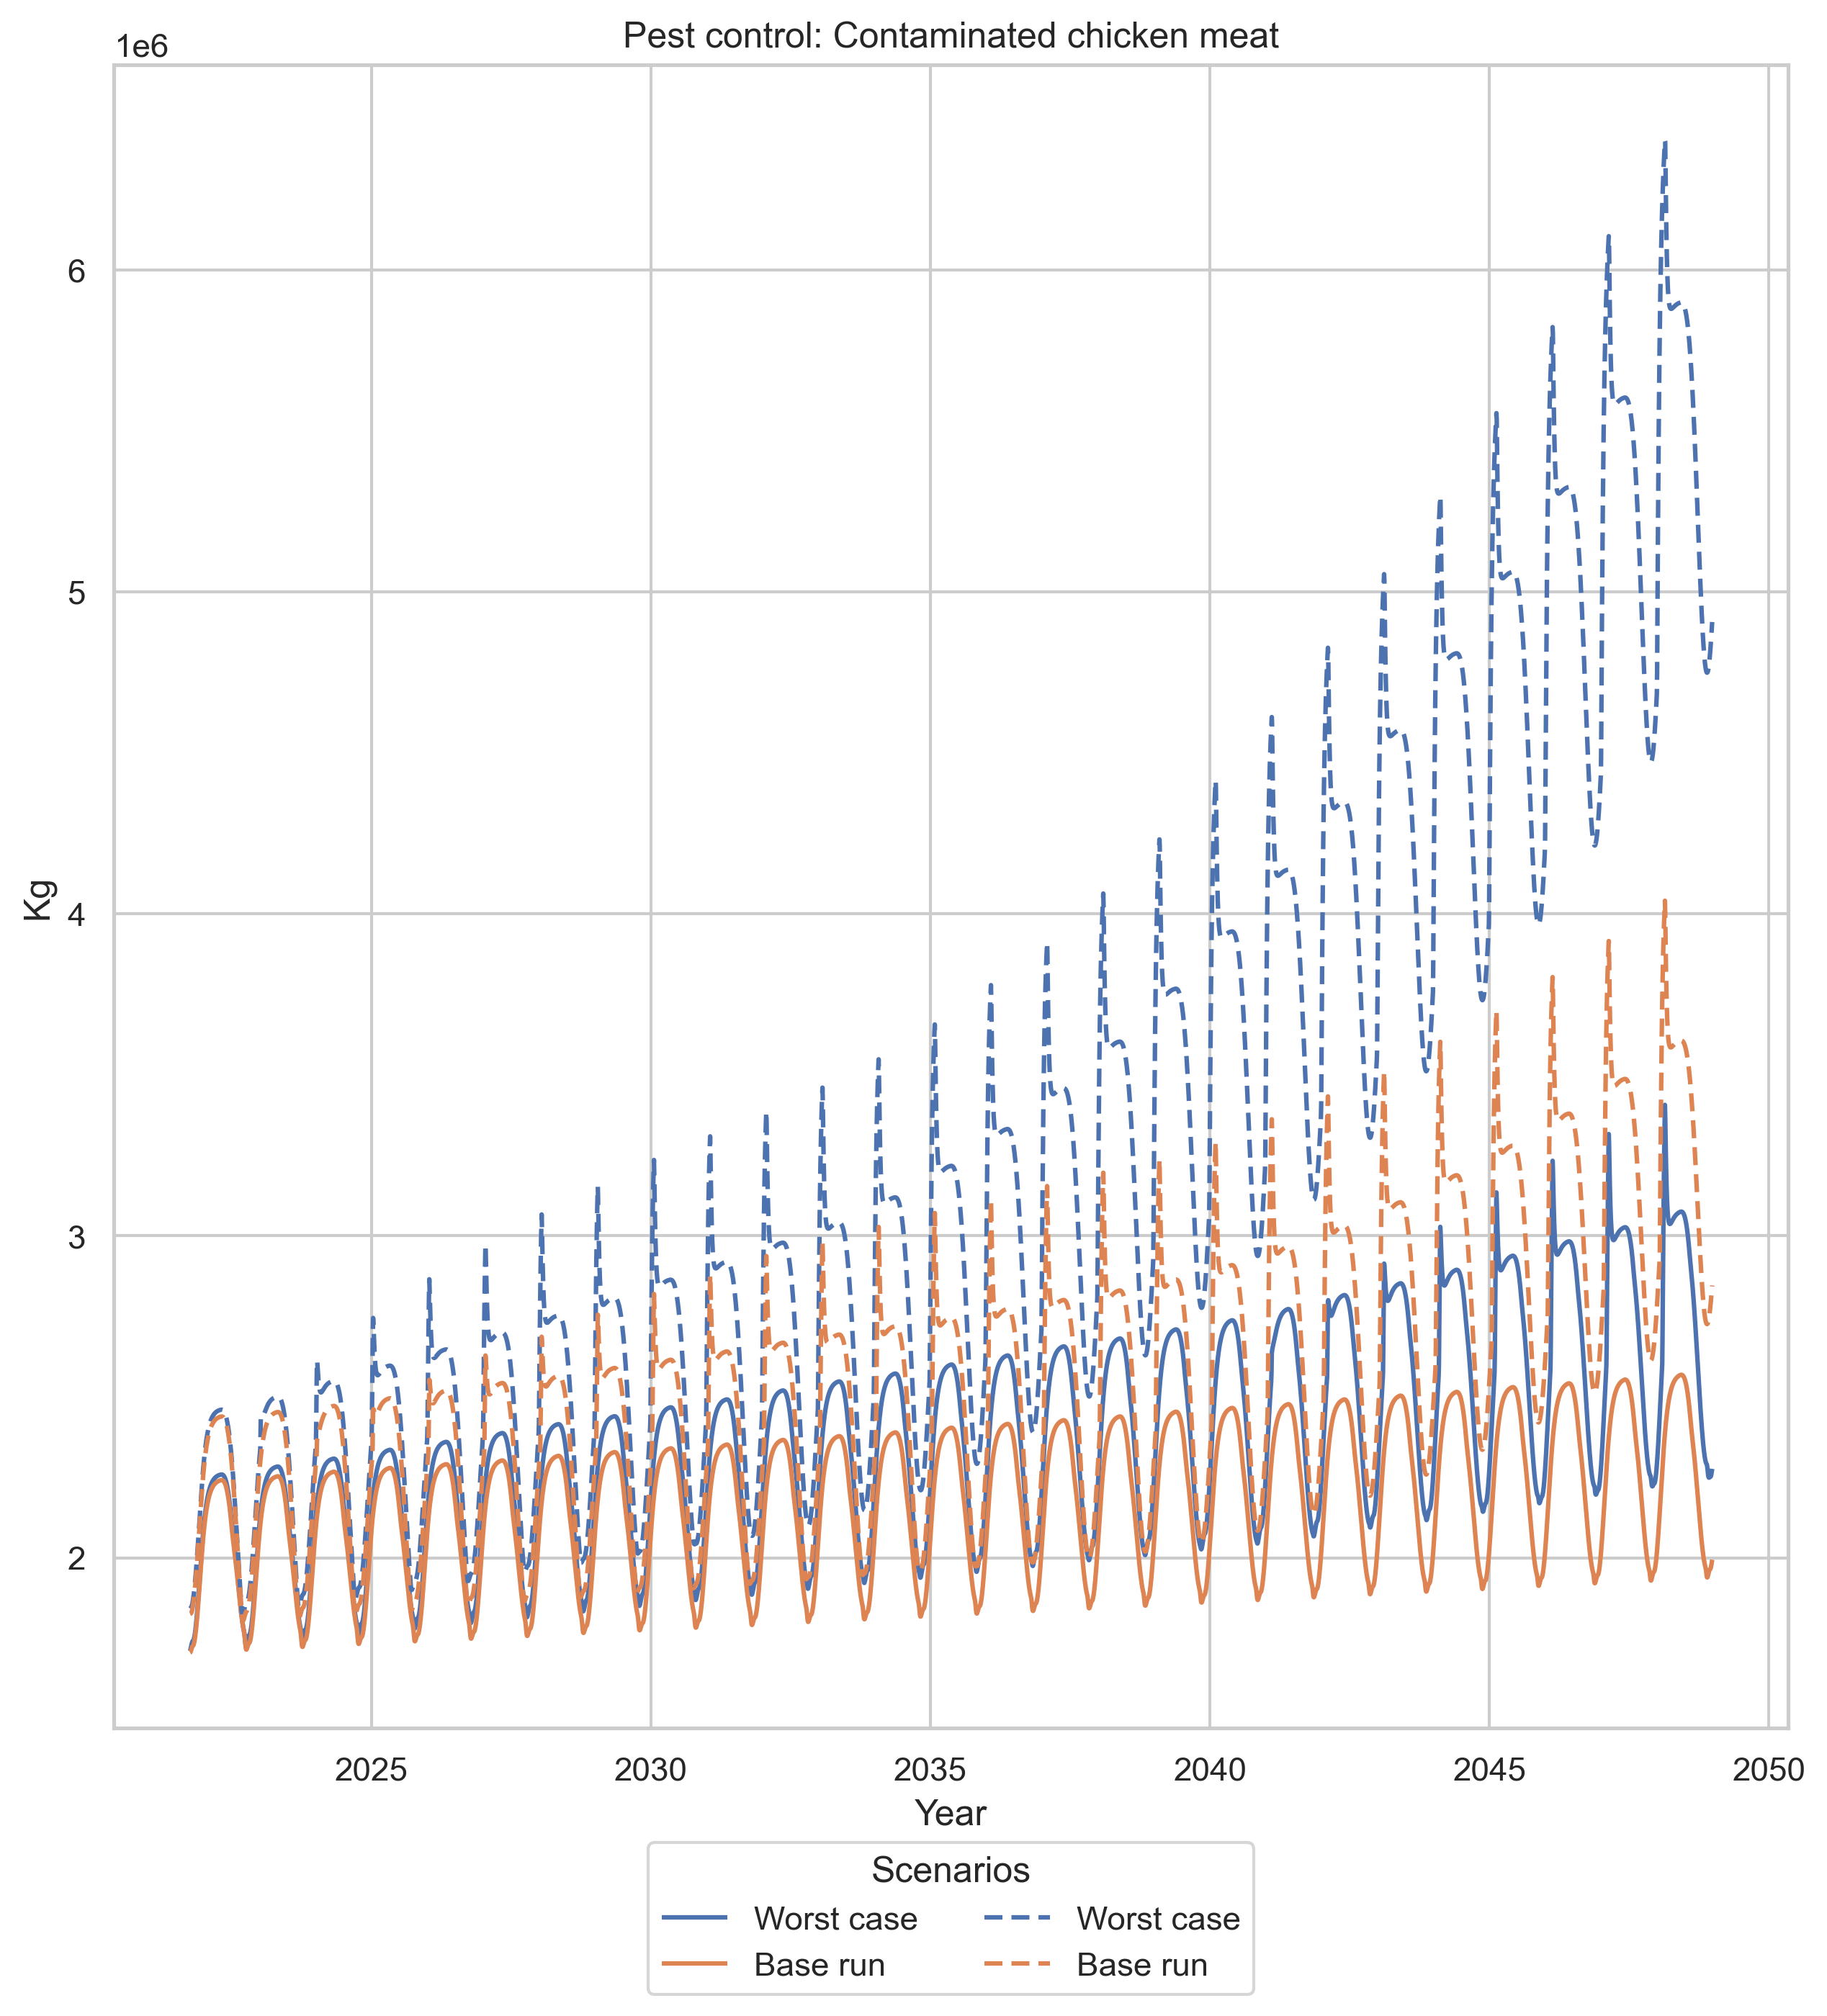 Pest control: Contaminated chicken meat
1e6
6
5
4
3
2
Kg
2025 2030 2035 2040 2045 2050
Year
Scenarios
Worst case Worst case
Base run Base run